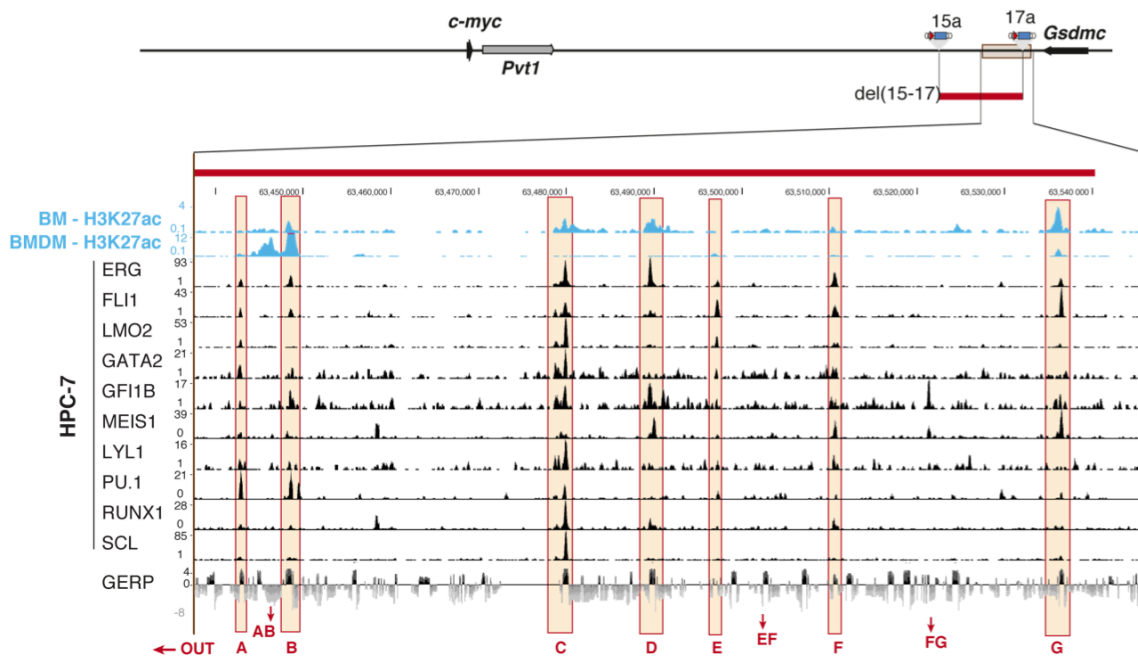 c-myc
Pvt1
15a
17a
Gsdmc
del(15-17)
63,450,000 63,460,000 63,470,000 63,480,000 63,490,000 63,500,000 63,510,000 63,520,000 63,530,000 63,540,000
BM - H3K27ac 4 0.1
BMDM - H3K27ac 12 0.1
HPC-7
ERG 93 1
FLI1 43 1
LMO2 53 1
GATA2 21 1
GFI1B 17 1
MEIS1 39 0
LYL1 16 1
PU.1 21 0
RUNX1 28 0
SCL 85 1
GERP 4 0 -8
OUT A AB B C D E EF F FG G